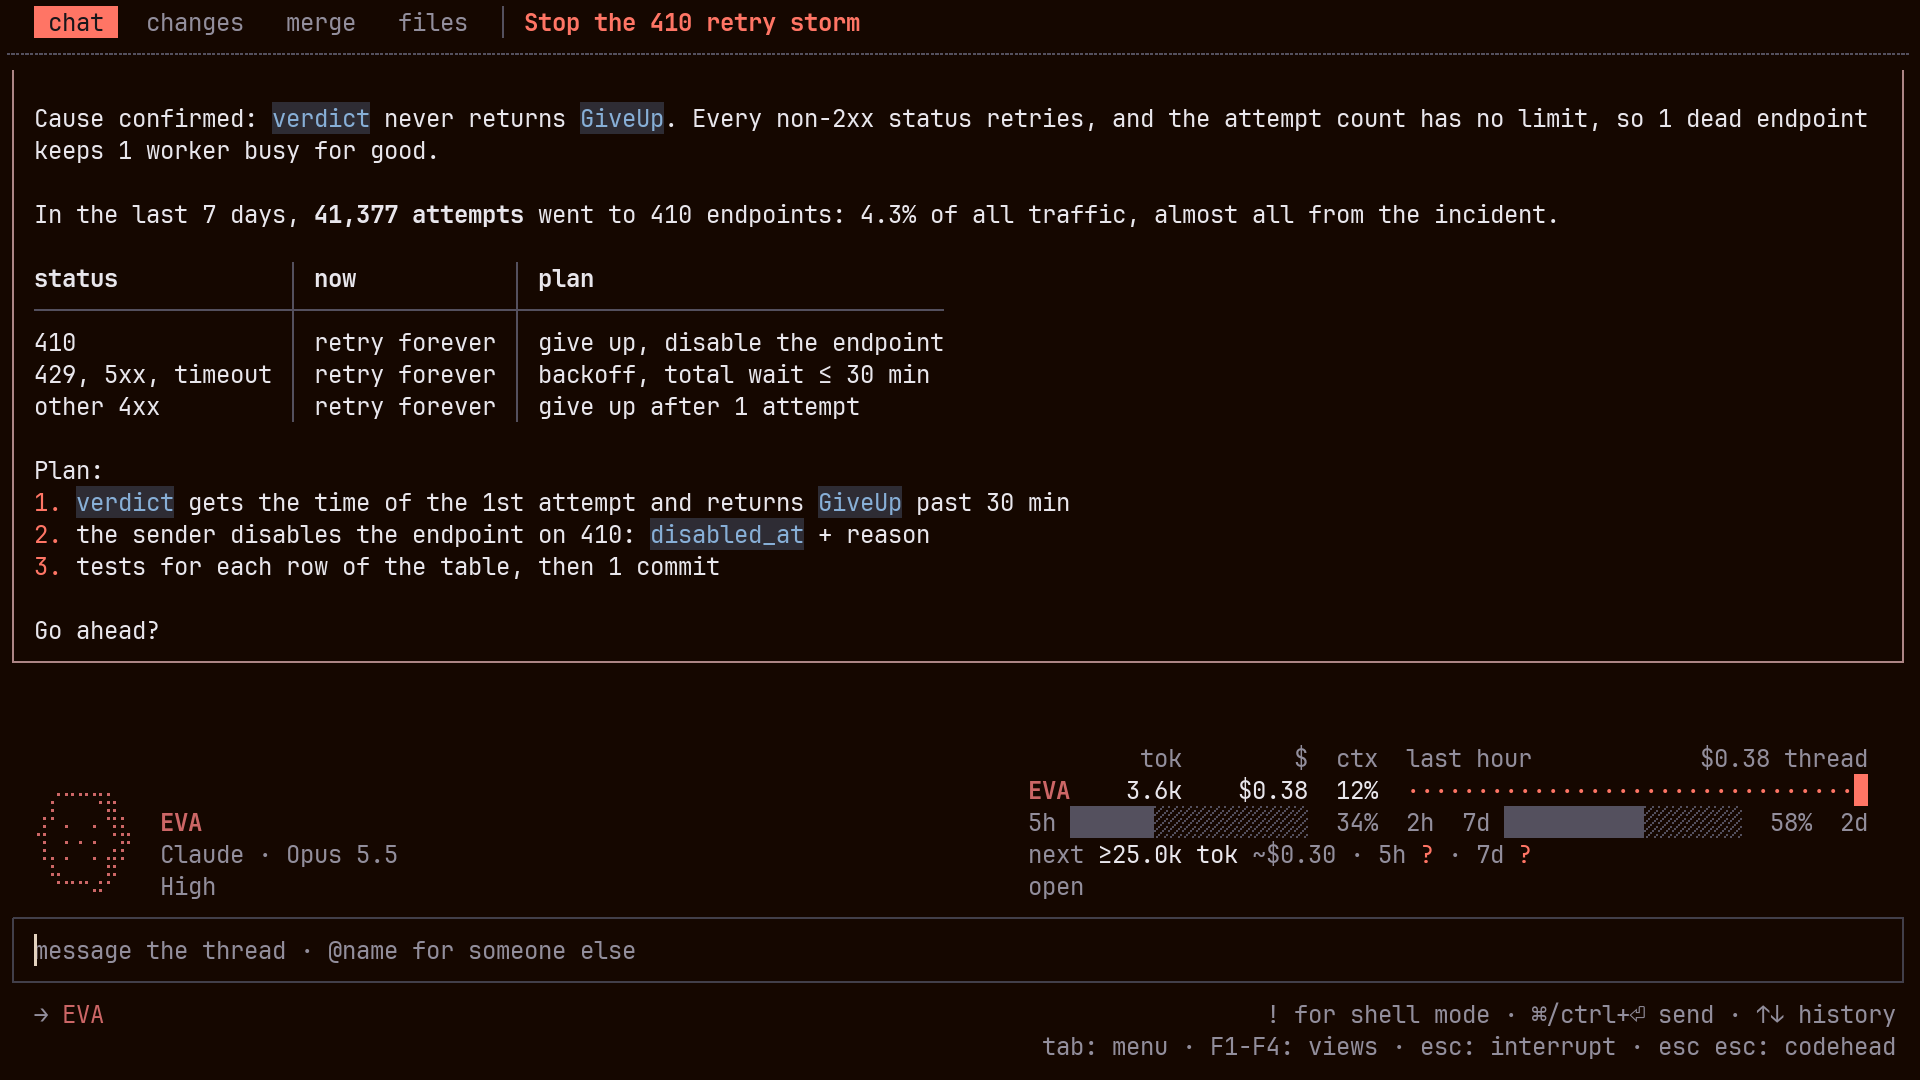 chat changes merge files Stop the 410 retry storm
Cause confirmed: verdict never returns GiveUp. Every non-2xx status retries, and the attempt count has no limit, so 1 dead endpoint
keeps 1 worker busy for good.
In the last 7 days, 41,377 attempts went to 410 endpoints: 4.3% of all traffic, almost all from the incident.
status now plan
410 retry forever give up, disable the endpoint
429, 5xx, timeout retry forever backoff, total wait ≤ 30 min
other 4xx retry forever give up after 1 attempt
Plan:
1. verdict gets the time of the 1st attempt and returns GiveUp past 30 min
2. the sender disables the endpoint on 410: disabled_at + reason
3. tests for each row of the table, then 1 commit
Go ahead?
tok $ ctx last hour $0.38 thread
EVA 3.6k $0.38 12%
5h 34% 2h 7d 58% 2d
next ≥25.0k tok ~$0.30 · 5h ? · 7d ?
open
EVA
Claude · Opus 5.5
High
message the thread · @name for someone else
→ EVA
! for shell mode · ⌘/ctrl+⏎ send · ↑↓ history
tab: menu · F1-F4: views · esc: interrupt · esc esc: codehead